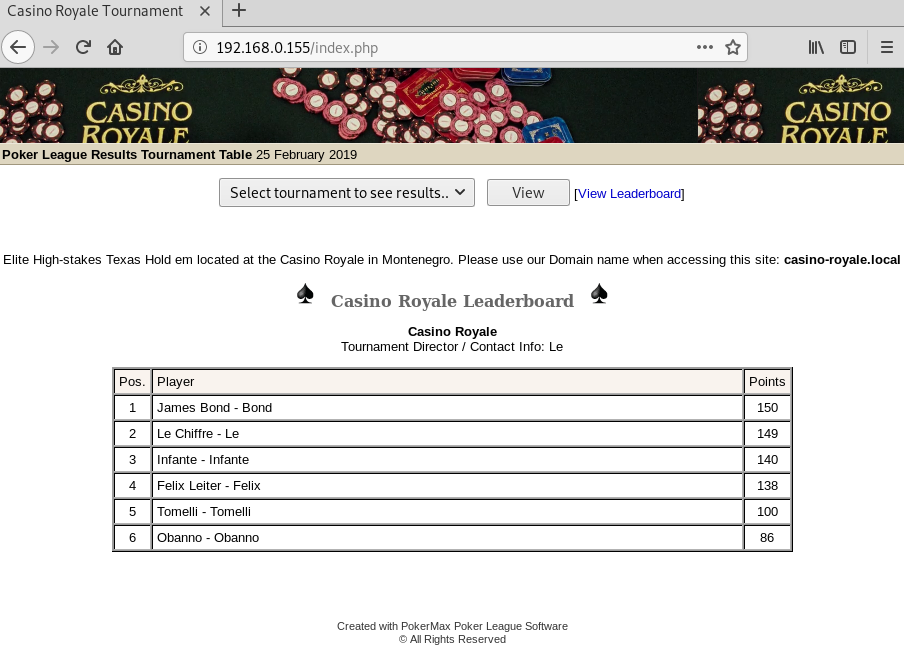 Casino Royale Tournament
192.168.0.155/index.php
CASINO ROYALE
CASINO ROYALE
Poker League Results Tournament Table 25 February 2019
Select tournament to see results.. View [View Leaderboard]
Elite High-stakes Texas Hold em located at the Casino Royale in Montenegro. Please use our Domain name when accessing this site: casino-royale.local
Casino Royale Leaderboard
Casino Royale
Tournament Director / Contact Info: Le
Pos. Player Points
1 James Bond - Bond 150
2 Le Chiffre - Le 149
3 Infante - Infante 140
4 Felix Leiter - Felix 138
5 Tomelli - Tomelli 100
6 Obanno - Obanno 86
Created with PokerMax Poker League Software
© All Rights Reserved